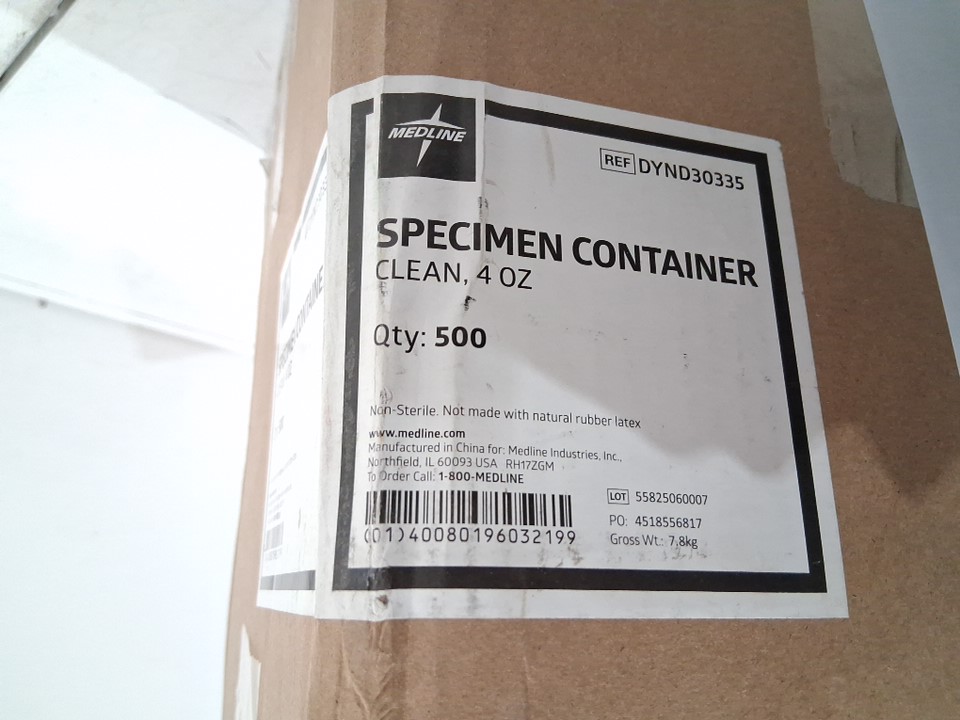 MEDLINE
REF DYND30335
SPECIMEN CONTAINER
CLEAN, 4 OZ
Qty: 500
Non-Sterile. Not made with natural rubber latex
www.medline.com
Manufactured in China for: Medline Industries, Inc.,
Northfield, IL 60093 USA RH17ZGM
To Order Call: 1-800-MEDLINE
(01)40080196032199
LOT 55825060007
PO: 4518556817
Gross Wt.: 7.8kg